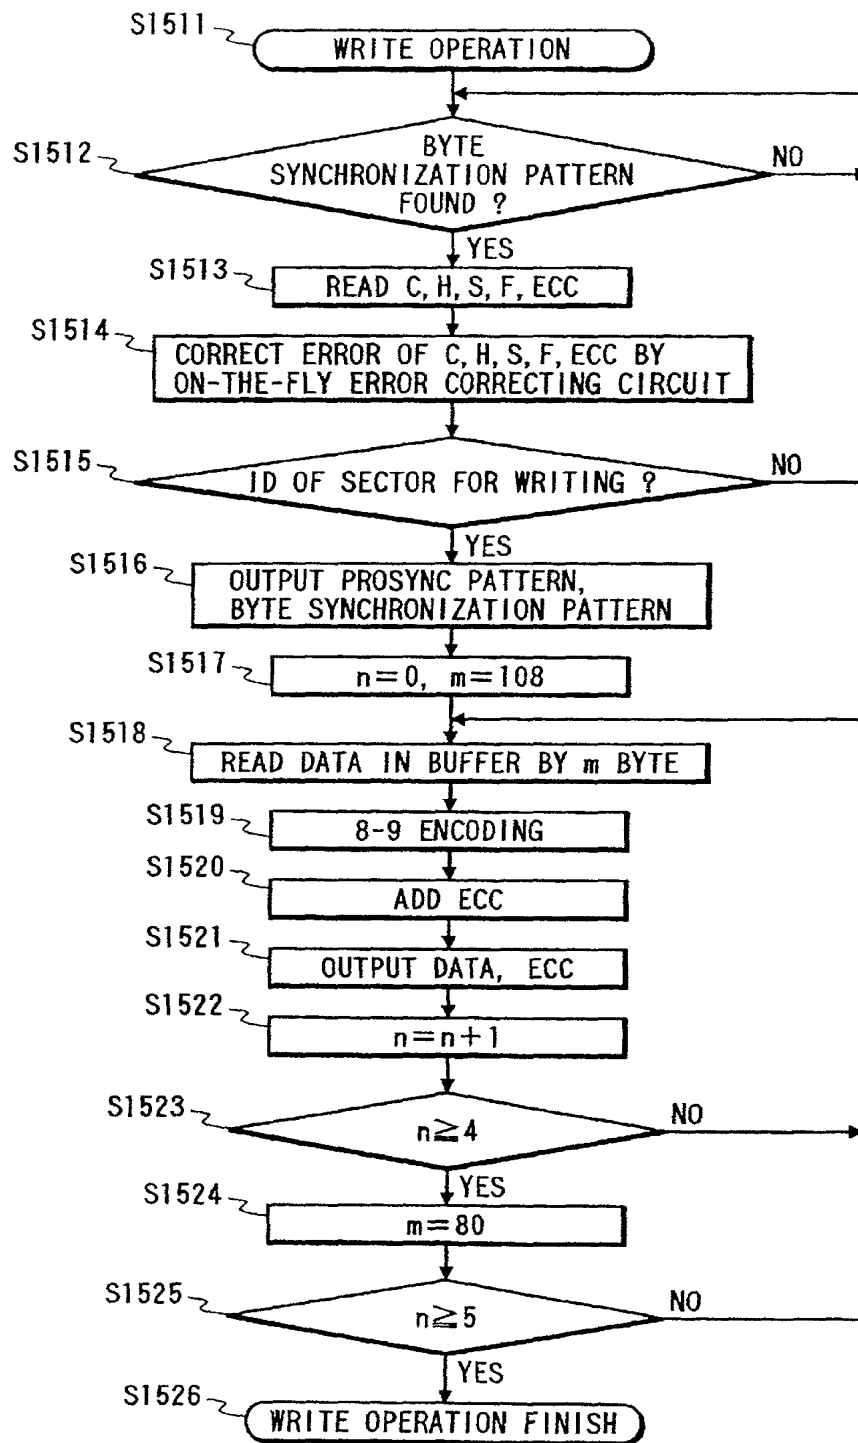 S1511
WRITE OPERATION
S1512
BYTE
SYNCHRONIZATION PATTERN
FOUND ?
NO
YES
S1513
READ C, H, S, F, ECC
S1514
CORRECT ERROR OF C, H, S, F, ECC BY
ON-THE-FLY ERROR CORRECTING CIRCUIT
S1515
ID OF SECTOR FOR WRITING ?
NO
YES
S1516
OUTPUT PROSYNC PATTERN,
BYTE SYNCHRONIZATION PATTERN
S1517
n=0, m=108
S1518
READ DATA IN BUFFER BY m BYTE
S1519
8-9 ENCODING
S1520
ADD ECC
S1521
OUTPUT DATA, ECC
S1522
n=n+1
S1523
n≧4
NO
YES
S1524
m=80
S1525
n≧5
NO
YES
S1526
WRITE OPERATION FINISH